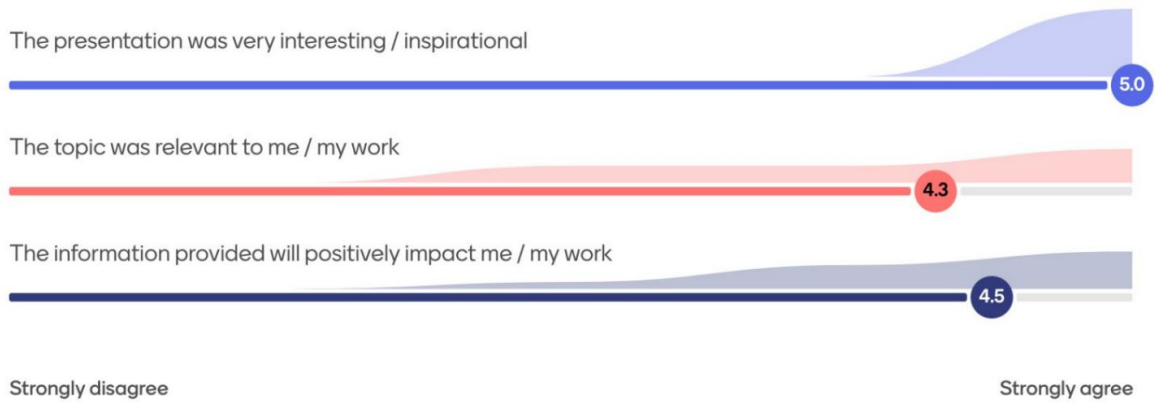 The presentation was very interesting / inspirational
5.0
The topic was relevant to me / my work
4.3
The information provided will positively impact me / my work
4.5
Strongly disagree
Strongly agree